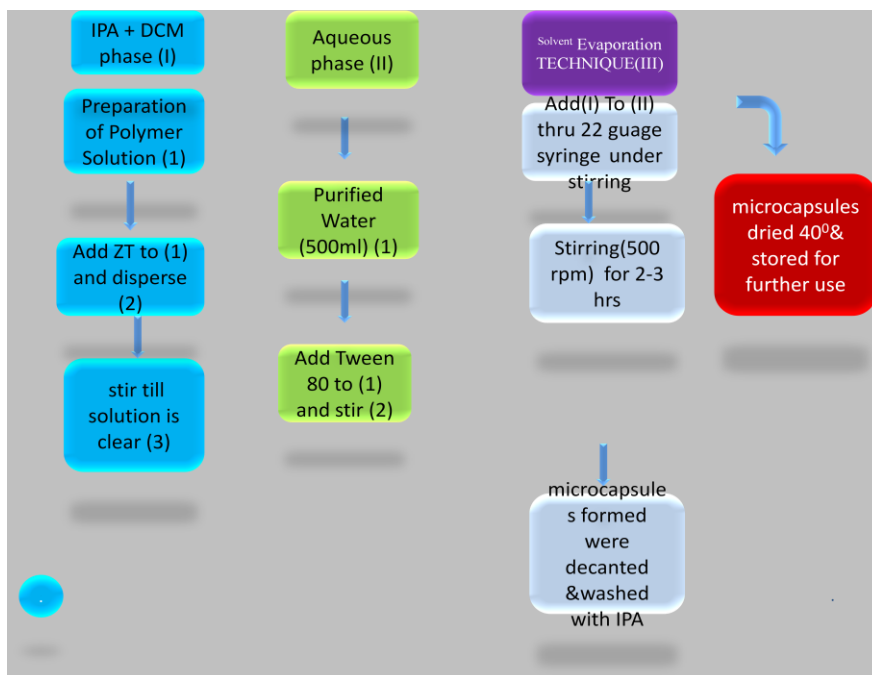 IPA + DCM
phase (I)
Preparation
of Polymer
Solution (1)
Add ZT to (1)
and disperse
(2)
stir till
solution is
clear (3)
.
Aqueous
phase (II)
Purified
Water
(500ml) (1)
Add Tween
80 to (1)
and stir (2)
Solvent Evaporation
TECHNIQUE(III)
Add(I) To (II)
thru 22 guage
syringe under
stirring
Stirring(500
rpm) for 2-3
hrs
microcapsule
s formed
were
decanted
&washed
with IPA
microcapsules
dried 40⁰&
stored for
further use
.